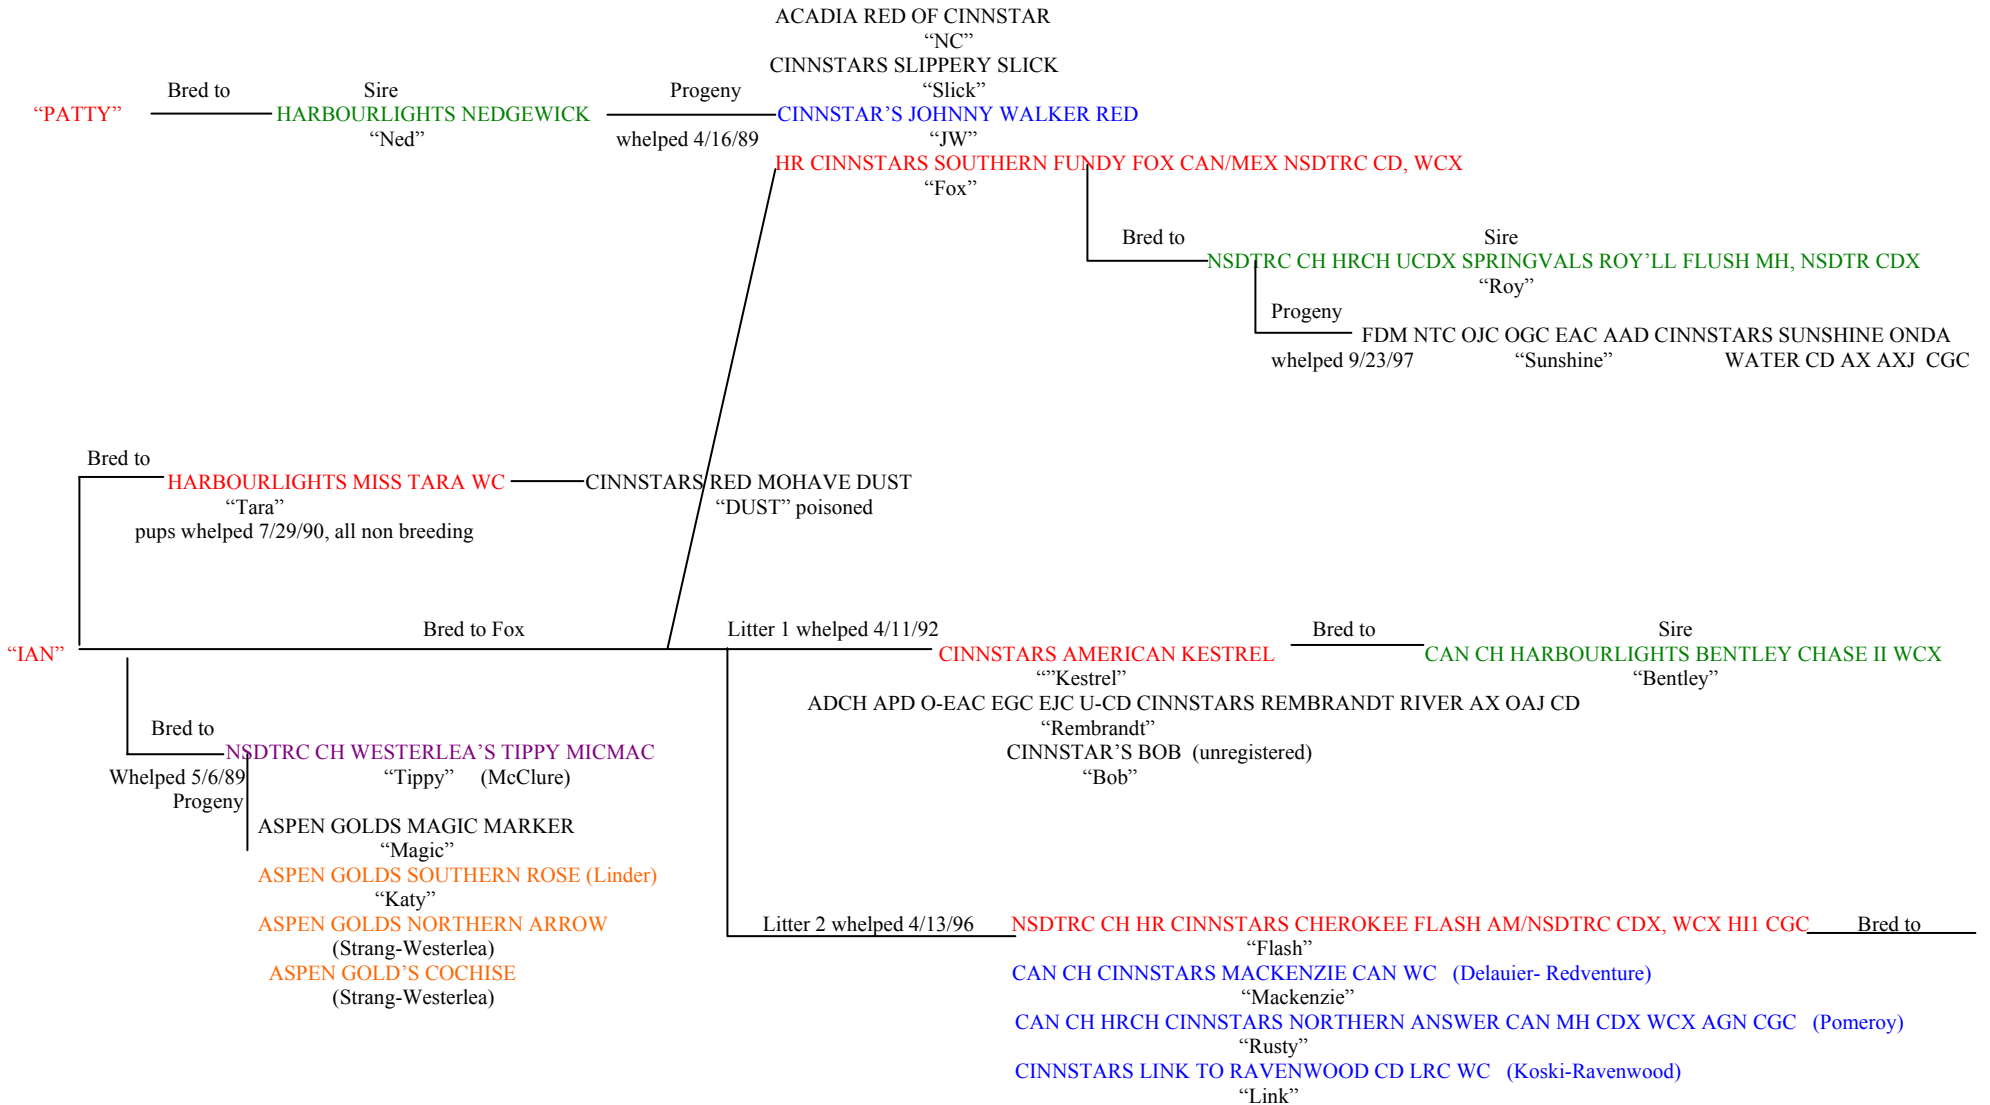 ACADIA RED OF CINNSTAR
“NC”
CINNSTARS SLIPPERY SLICK
“Slick”
“PATTY”
Bred to
Sire
HARBOURLIGHTS NEDGEWICK
“Ned”
Progeny
whelped 4/16/89
CINNSTAR’S JOHNNY WALKER RED
“JW”
HR CINNSTARS SOUTHERN FUNDY FOX CAN/MEX NSDTRC CD, WCX
“Fox”
Bred to
Sire
NSDTRC CH HRCH UCDX SPRINGVALS ROY’LL FLUSH MH, NSDTR CDX
“Roy”
Progeny
whelped 9/23/97
FDM NTC OJC OGC EAC AAD CINNSTARS SUNSHINE ONDA
“Sunshine” WATER CD AX AXJ CGC
Bred to
HARBOURLIGHTS MISS TARA WC
“Tara”
pups whelped 7/29/90, all non breeding
CINNSTARS RED MOHAVE DUST
“DUST” poisoned
“IAN”
Bred to Fox
Litter 1 whelped 4/11/92
CINNSTARS AMERICAN KESTREL
“”Kestrel”
Bred to
Sire
CAN CH HARBOURLIGHTS BENTLEY CHASE II WCX
“Bentley”
ADCH APD O-EAC EGC EJC U-CD CINNSTARS REMBRANDT RIVER AX OAJ CD
“Rembrandt”
CINNSTAR’S BOB (unregistered)
“Bob”
Bred to
NSDTRC CH WESTERLEA’S TIPPY MICMAC
“Tippy” (McClure)
Whelped 5/6/89
Progeny
ASPEN GOLDS MAGIC MARKER
“Magic”
ASPEN GOLDS SOUTHERN ROSE (Linder)
“Katy”
ASPEN GOLDS NORTHERN ARROW
(Strang-Westerlea)
ASPEN GOLD’S COCHISE
(Strang-Westerlea)
Litter 2 whelped 4/13/96
NSDTRC CH HR CINNSTARS CHEROKEE FLASH AM/NSDTRC CDX, WCX HI1 CGC
Bred to
“Flash”
CAN CH CINNSTARS MACKENZIE CAN WC (Delauier- Redventure)
“Mackenzie”
CAN CH HRCH CINNSTARS NORTHERN ANSWER CAN MH CDX WCX AGN CGC (Pomeroy)
“Rusty”
CINNSTARS LINK TO RAVENWOOD CD LRC WC (Koski-Ravenwood)
“Link”